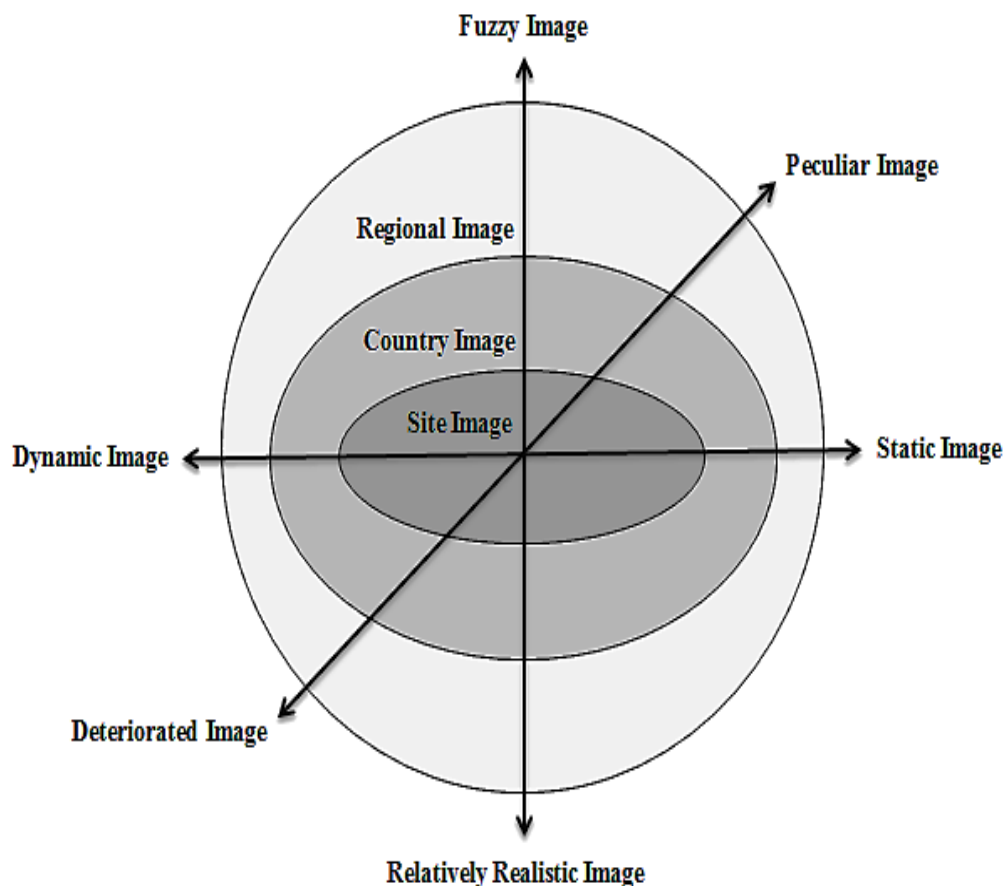 Fuzzy Image
Peculiar Image
Regional Image
Country Image
Site Image
Dynamic Image
Static Image
Deteriorated Image
Relatively Realistic Image